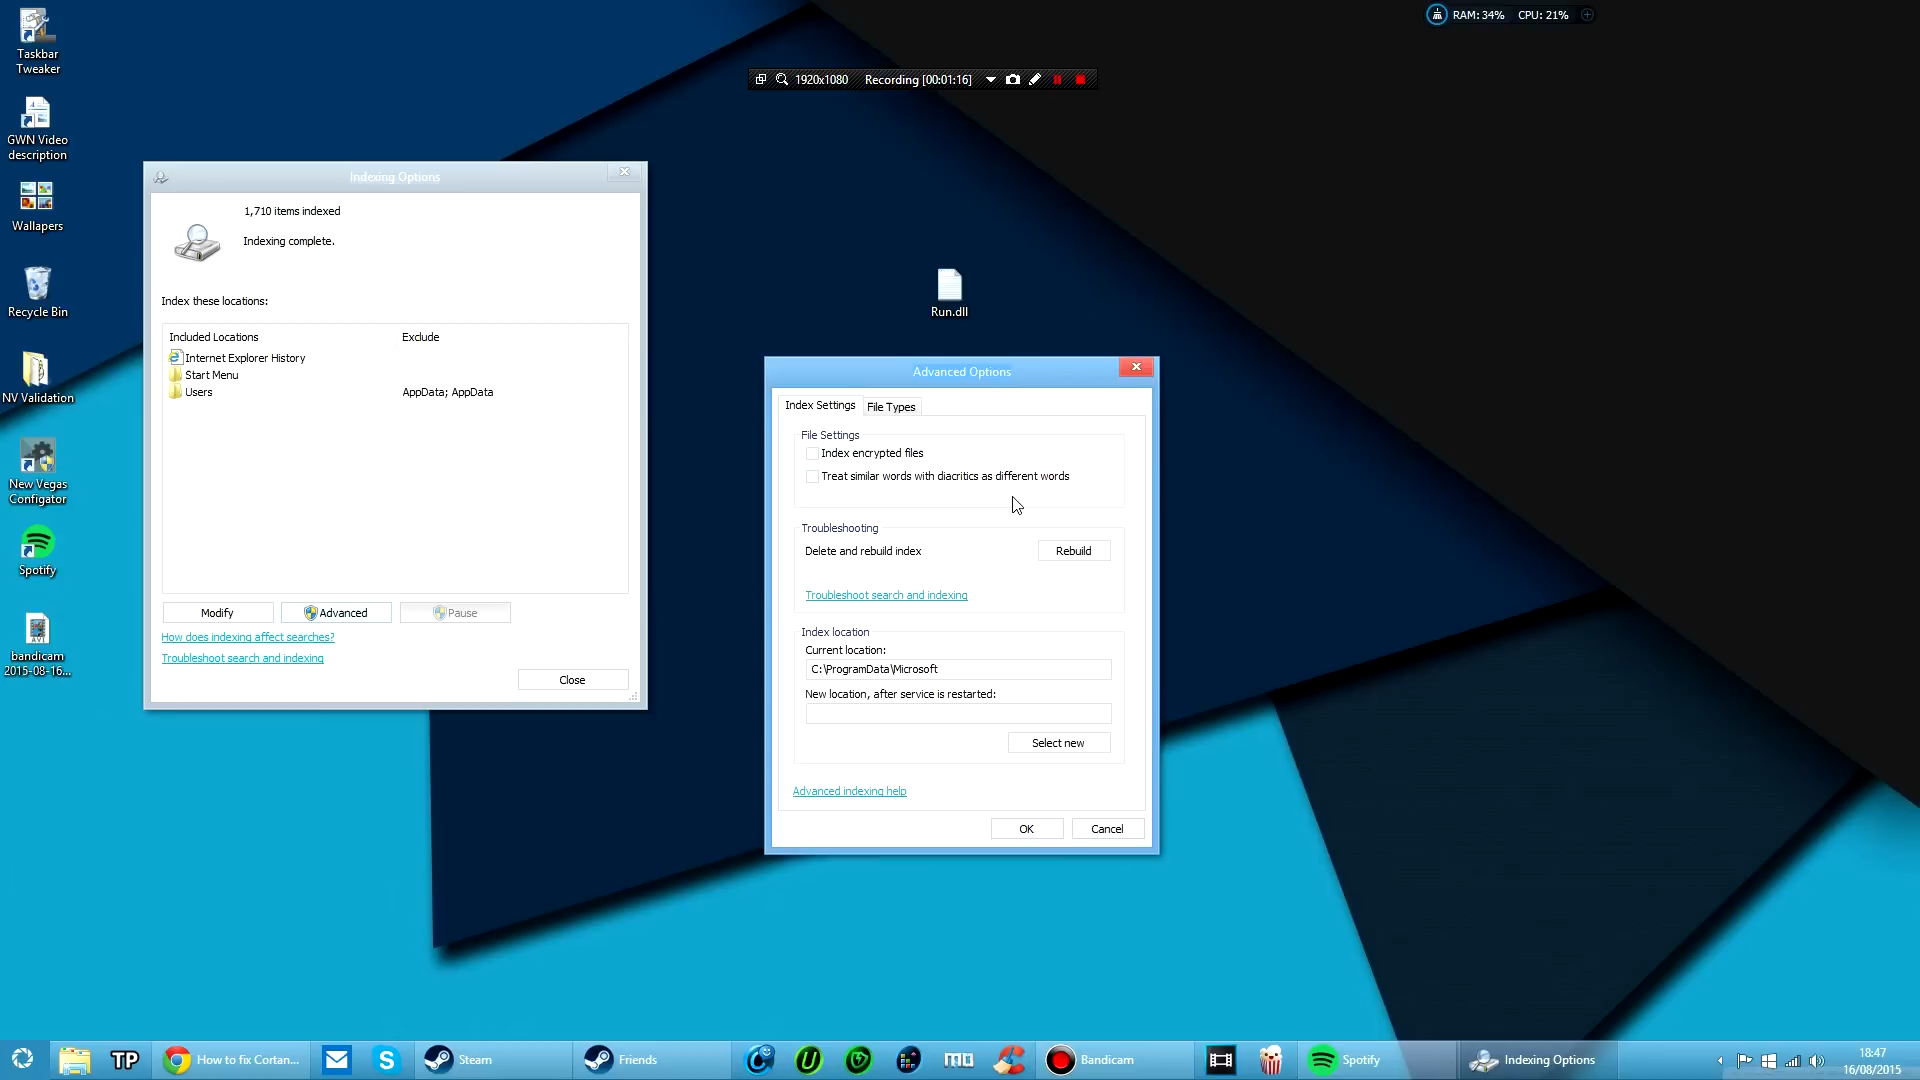 RAM: 34% CPU: 21%
1920x1080 Recording [00:01:16]
Taskbar
Tweaker
GWN Video
description
Wallapers
Recycle Bin
NV Validation
New Vegas
Configator
Spotify
bandicam
2015-08-16...
Run.dll
Indexing Options
1,710 items indexed
Indexing complete.
Index these locations:
Included Locations Exclude
Internet Explorer History
Start Menu
Users AppData; AppData
Modify Advanced Pause
How does indexing affect searches?
Troubleshoot search and indexing
Close
Advanced Options
Index Settings File Types
File Settings
Index encrypted files
Treat similar words with diacritics as different words
Troubleshooting
Delete and rebuild index Rebuild
Troubleshoot search and indexing
Index location
Current location:
C:\ProgramData\Microsoft
New location, after service is restarted:
Select new
Advanced indexing help
OK Cancel
TP How to fix Cortan... Steam Friends Bandicam Spotify Indexing Options
18:47
16/08/2015